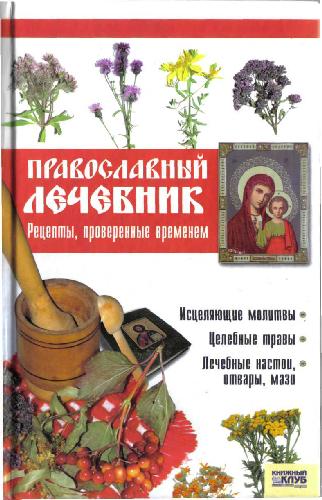 ПРАВОСЛАВНЫЙ
ЛЕЧЕБНИК
Рецепты, проверенные временем
Исцеляющие молитвы
Целебные травы
Лечебные настои,
отвары, мази
КНИЖНЫЙ
КЛУБ